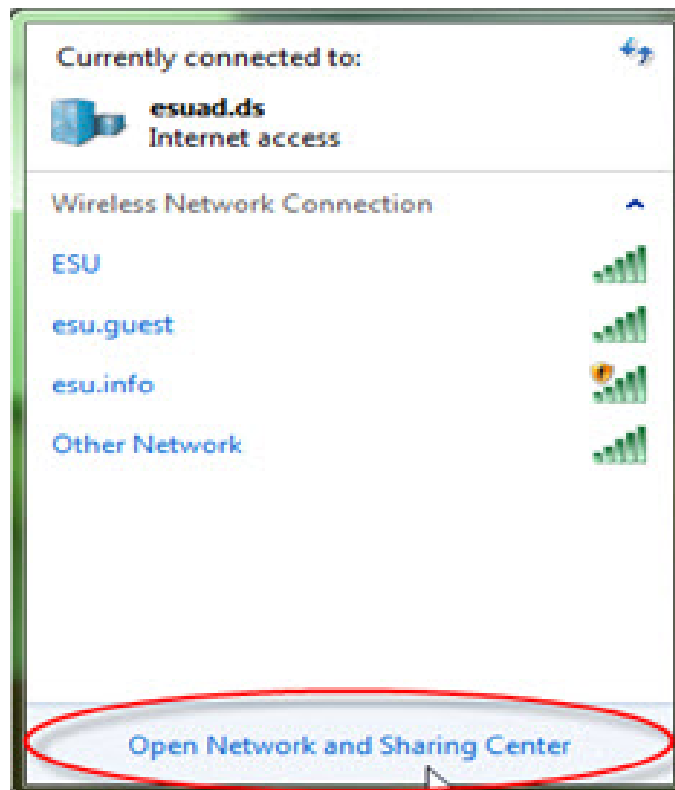 Currently connected to:
esuad.ds
Internet access
Wireless Network Connection
ESU
esu.guest
esu.info
Other Network
Open Network and Sharing Center